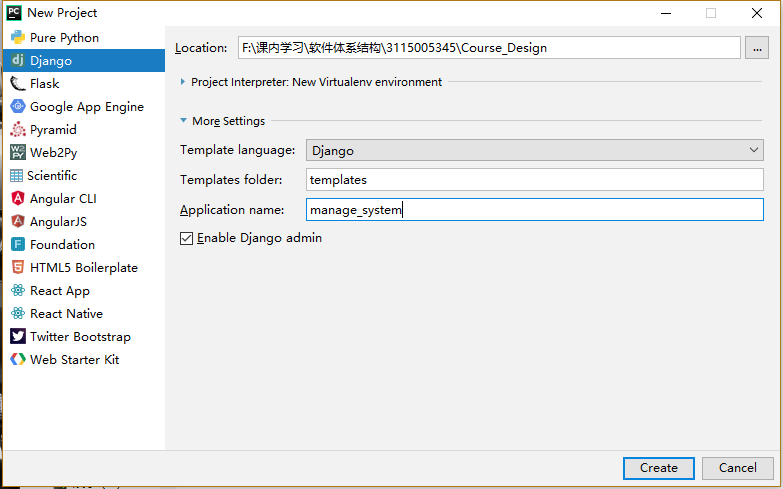 New Project
Pure Python
Django
Flask
Google App Engine
Pyramid
Web2Py
Scientific
Angular CLI
AngularJS
Foundation
HTML5 Boilerplate
React App
React Native
Twitter Bootstrap
Web Starter Kit
Location: F:\课内学习\软件体系结构\3115005345\Course_Design ...
Project Interpreter: New Virtualenv environment
More Settings
Template language: Django
Templates folder: templates
Application name: manage_system
Enable Django admin
Create Cancel